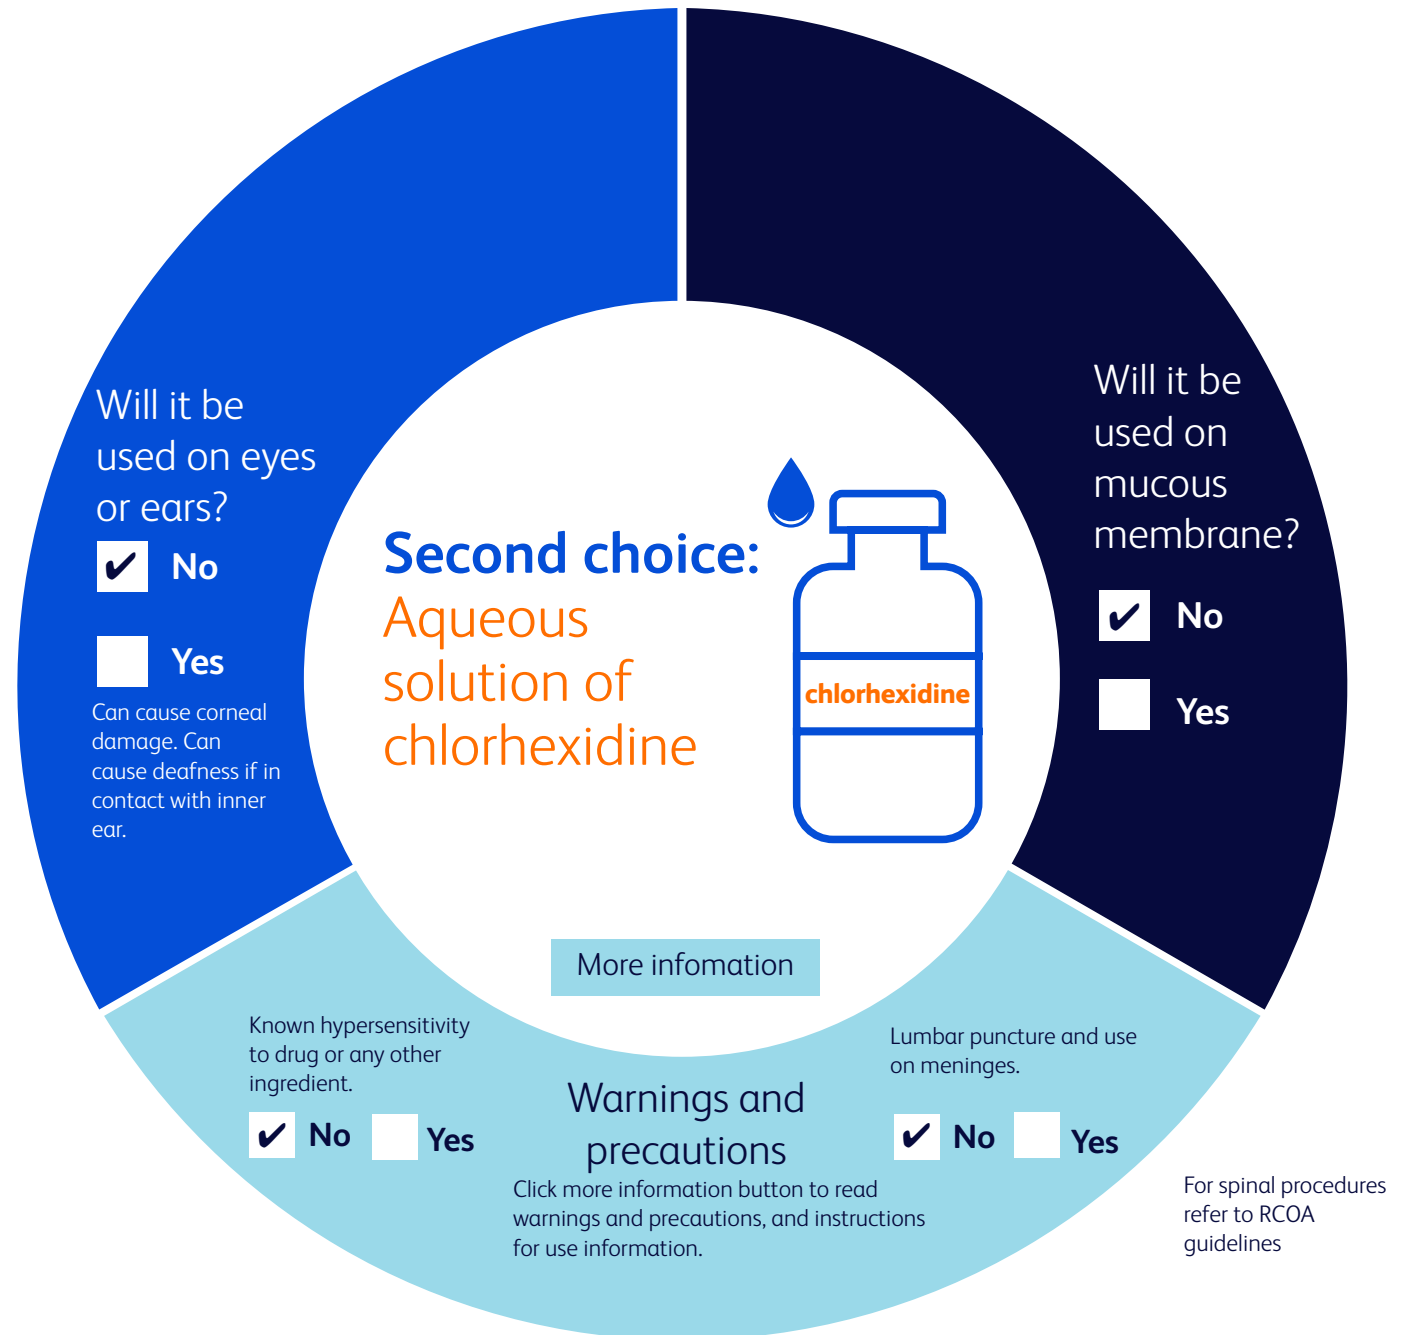 Will it be
used on eyes
or ears?
✔ No
Yes
Can cause corneal
damage. Can
cause deafness if in
contact with inner
ear.
Second choice:
Aqueous
solution of
chlorhexidine
chlorhexidine
Will it be
used on
mucous
membrane?
✔ No
Yes
More infomation
Known hypersensitivity
to drug or any other
ingredient.
✔ No Yes
Warnings and
precautions
Click more information button to read
warnings and precautions, and instructions
for use information.
Lumbar puncture and use
on meninges.
✔ No Yes
For spinal procedures
refer to RCOA
guidelines